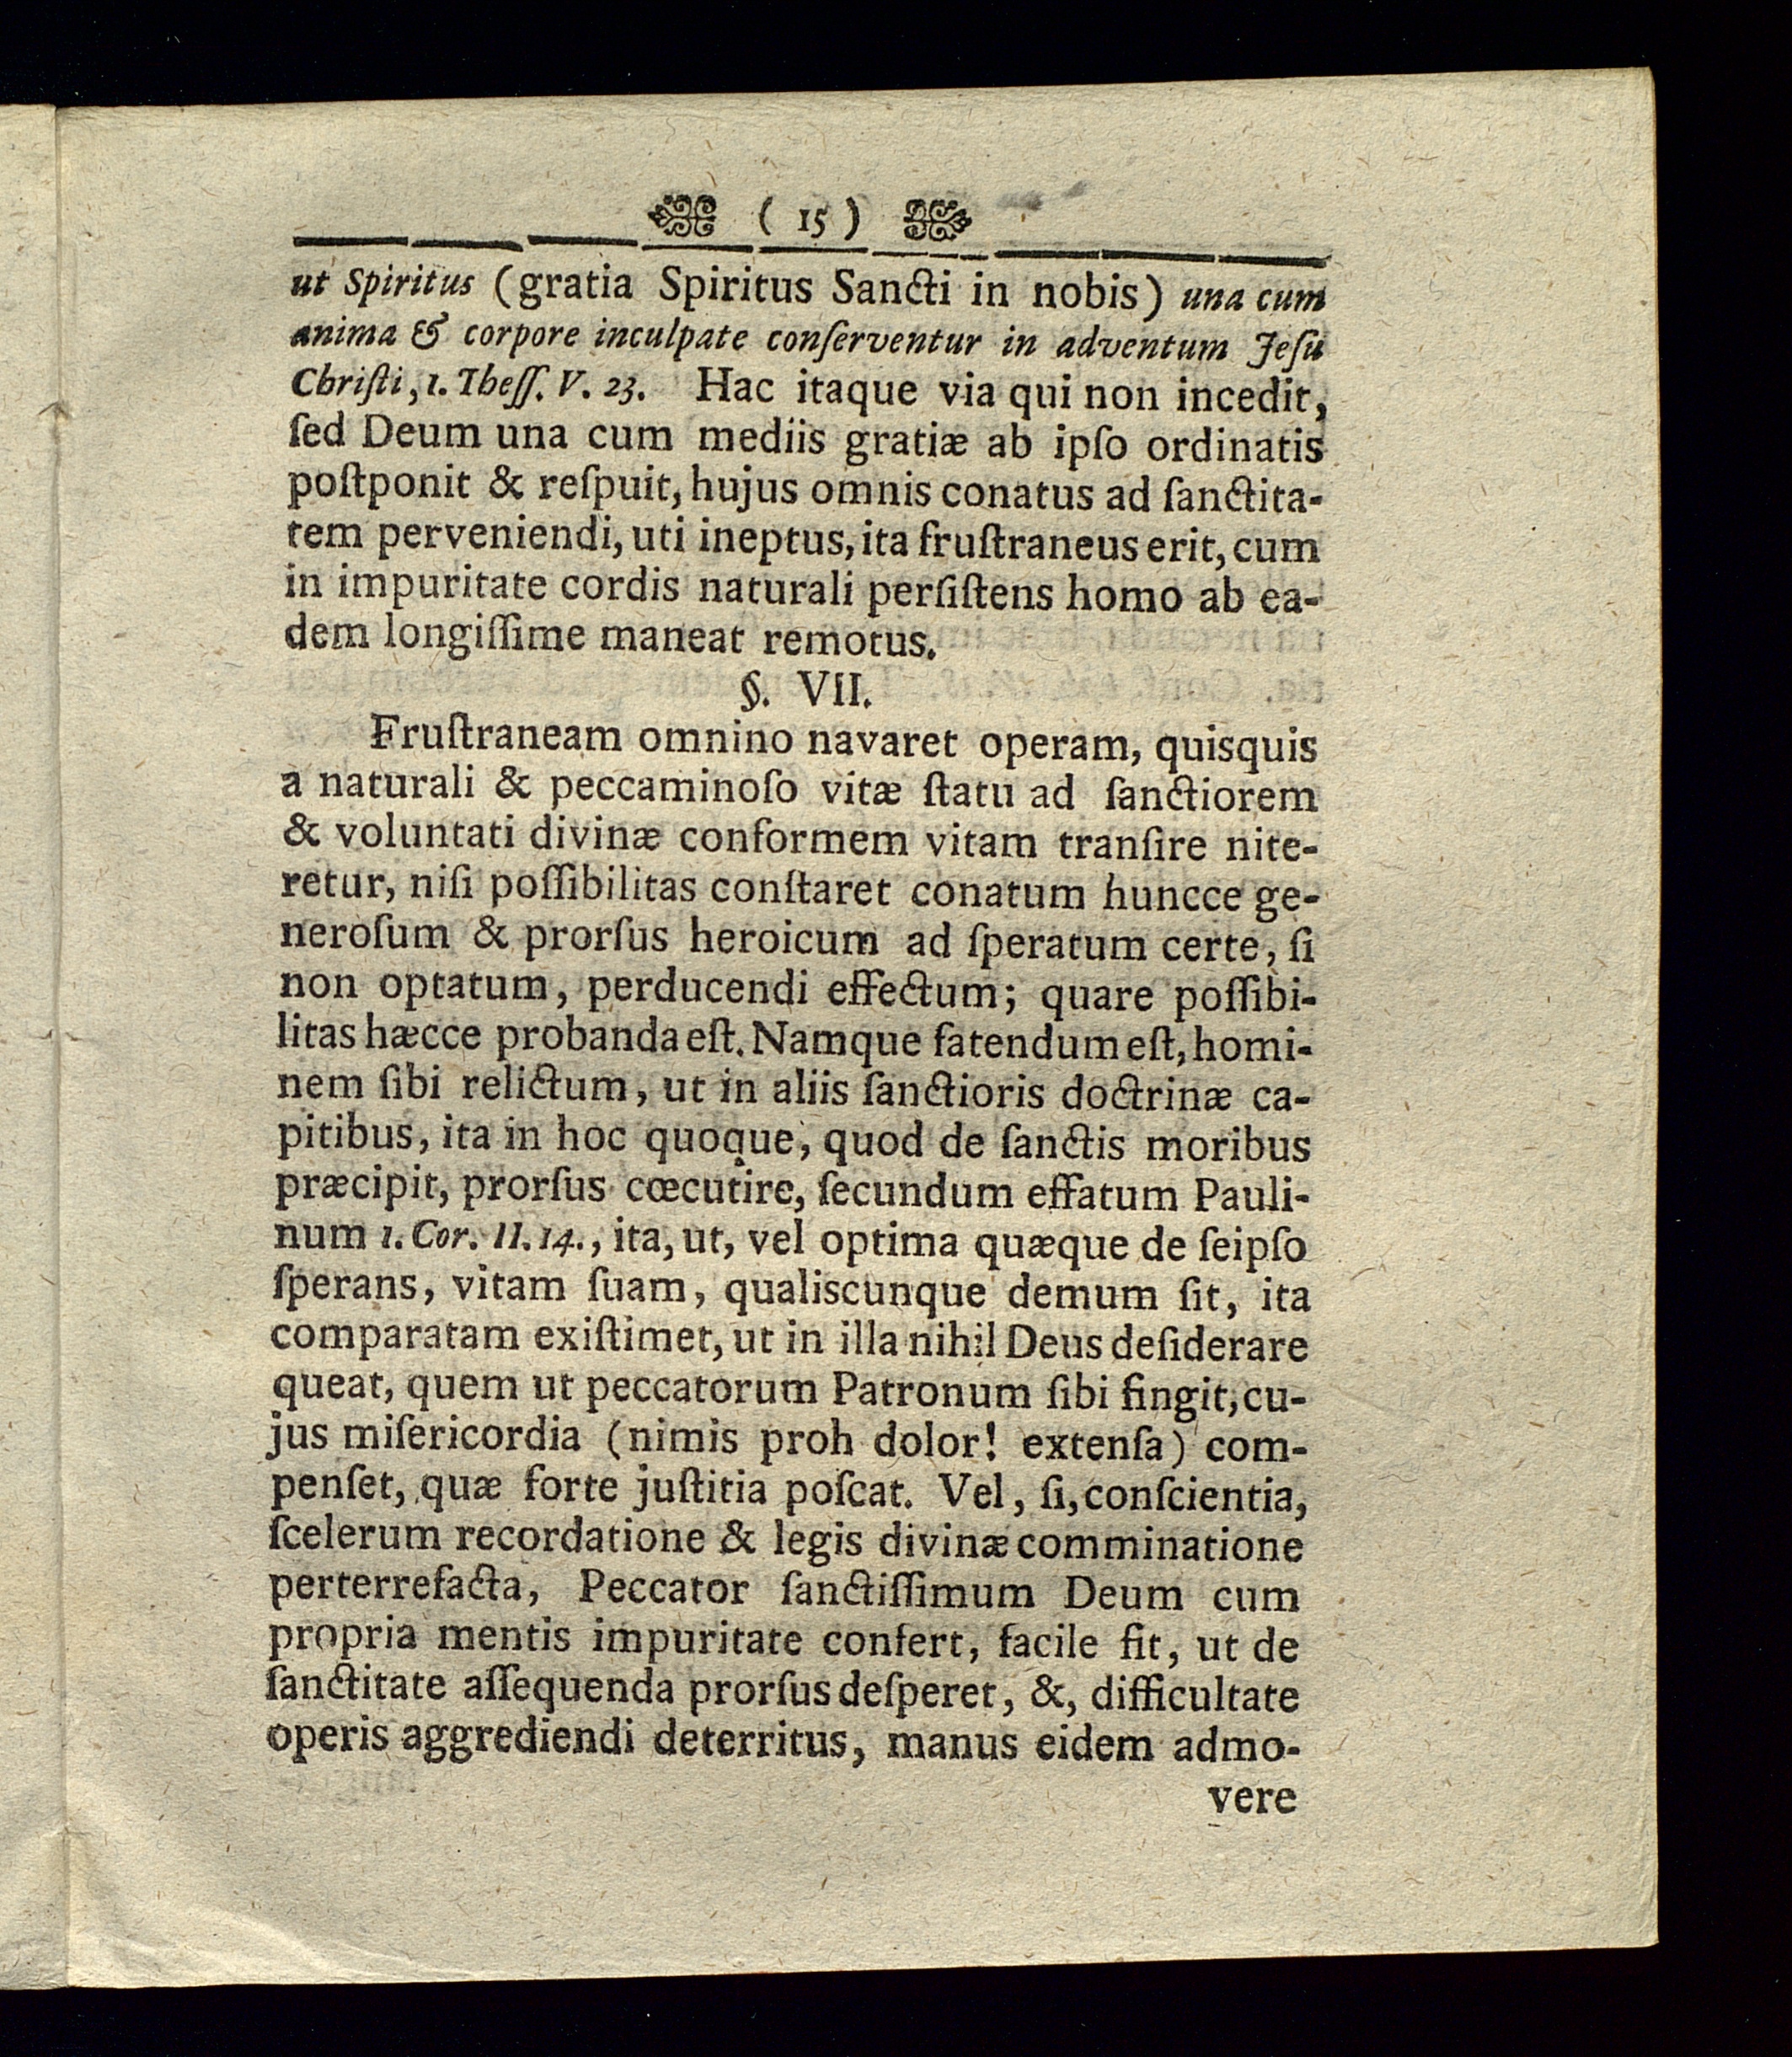 ( 15 )
ut Spiritus (gratia Spiritus Sancti in nobis) una cum
anima & corpore inculpate conſerventur in adventum Jeſu
Chriſti, 1. Theſſ. V. 23. Hac itaque via qui non incedit,
ſed Deum una cum mediis gratiæ ab ipſo ordinatis
poſtponit & reſpuit, hujus omnis conatus ad ſanctita-
tem perveniendi, uti ineptus, ita fruſtraneus erit, cum
in impuritate cordis naturali perſiſtens homo ab ea-
dem longiſſime maneat remotus.
§. VII.
Fruſtraneam omnino navaret operam, quisquis
a naturali & peccaminoſo vitæ ſtatu ad ſanctiorem
& voluntati divinæ conformem vitam tranſire nite-
retur, niſi poſſibilitas conſtaret conatum huncce ge-
neroſum & prorſus heroicum ad ſperatum certe, ſi
non optatum, perducendi effectum; quare poſſibi-
litas hæcce probanda eſt. Namque fatendum eſt, homi-
nem ſibi relictum, ut in aliis ſanctioris doctrinæ ca-
pitibus, ita in hoc quoque, quod de ſanctis moribus
præcipit, prorſus cœcutire, ſecundum effatum Pauli-
num 1. Cor. II. 14., ita, ut, vel optima quæque de ſeipſo
ſperans, vitam ſuam, qualiscunque demum ſit, ita
comparatam exiſtimet, ut in illa nihil Deus deſiderare
queat, quem ut peccatorum Patronum ſibi fingit, cu-
jus miſericordia (nimis proh dolor! extenſa) com-
penſet, quæ forte juſtitia poſcat. Vel, ſi, conſcientia,
ſcelerum recordatione & legis divinæ comminatione
perterrefacta, Peccator ſanctiſſimum Deum cum
propria mentis impuritate confert, facile fit, ut de
ſanctitate aſſequenda prorſus deſperet, &, difficultate
operis aggrediendi deterritus, manus eidem admo-
vere